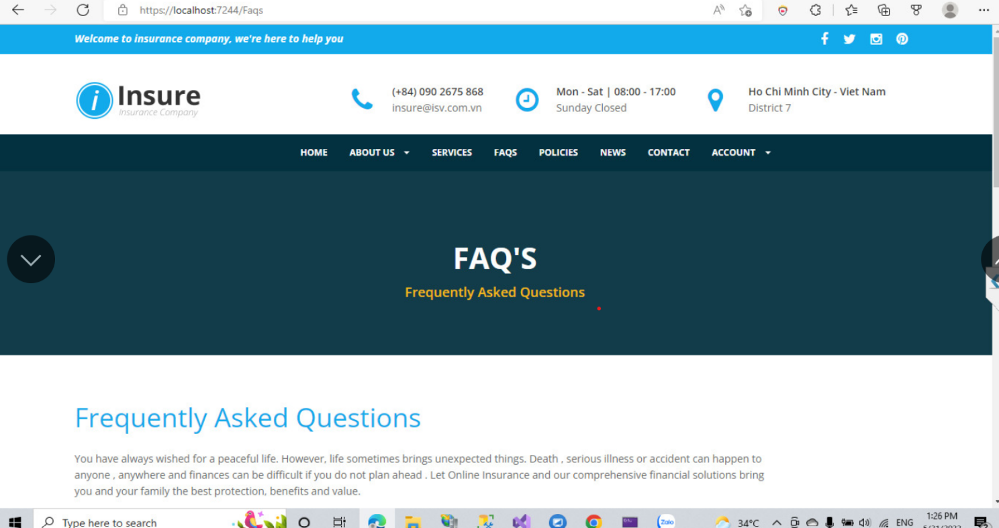 https://localhost:7244/Faqs
Welcome to insurance company, we're here to help you
i Insure
Insurance Company
(+84) 090 2675 868
insure@isv.com.vn
Mon - Sat | 08:00 - 17:00
Sunday Closed
Ho Chi Minh City - Viet Nam
District 7
HOME ABOUT US SERVICES FAQS POLICIES NEWS CONTACT ACCOUNT
FAQ'S
Frequently Asked Questions
Frequently Asked Questions
You have always wished for a peaceful life. However, life sometimes brings unexpected things. Death , serious illness or accident can happen to
anyone , anywhere and finances can be difficult if you do not plan ahead . Let Online Insurance and our comprehensive financial solutions bring
you and your family the best protection, benefits and value.
Type here to search
Zalo
34°C
ENG
1:26 PM